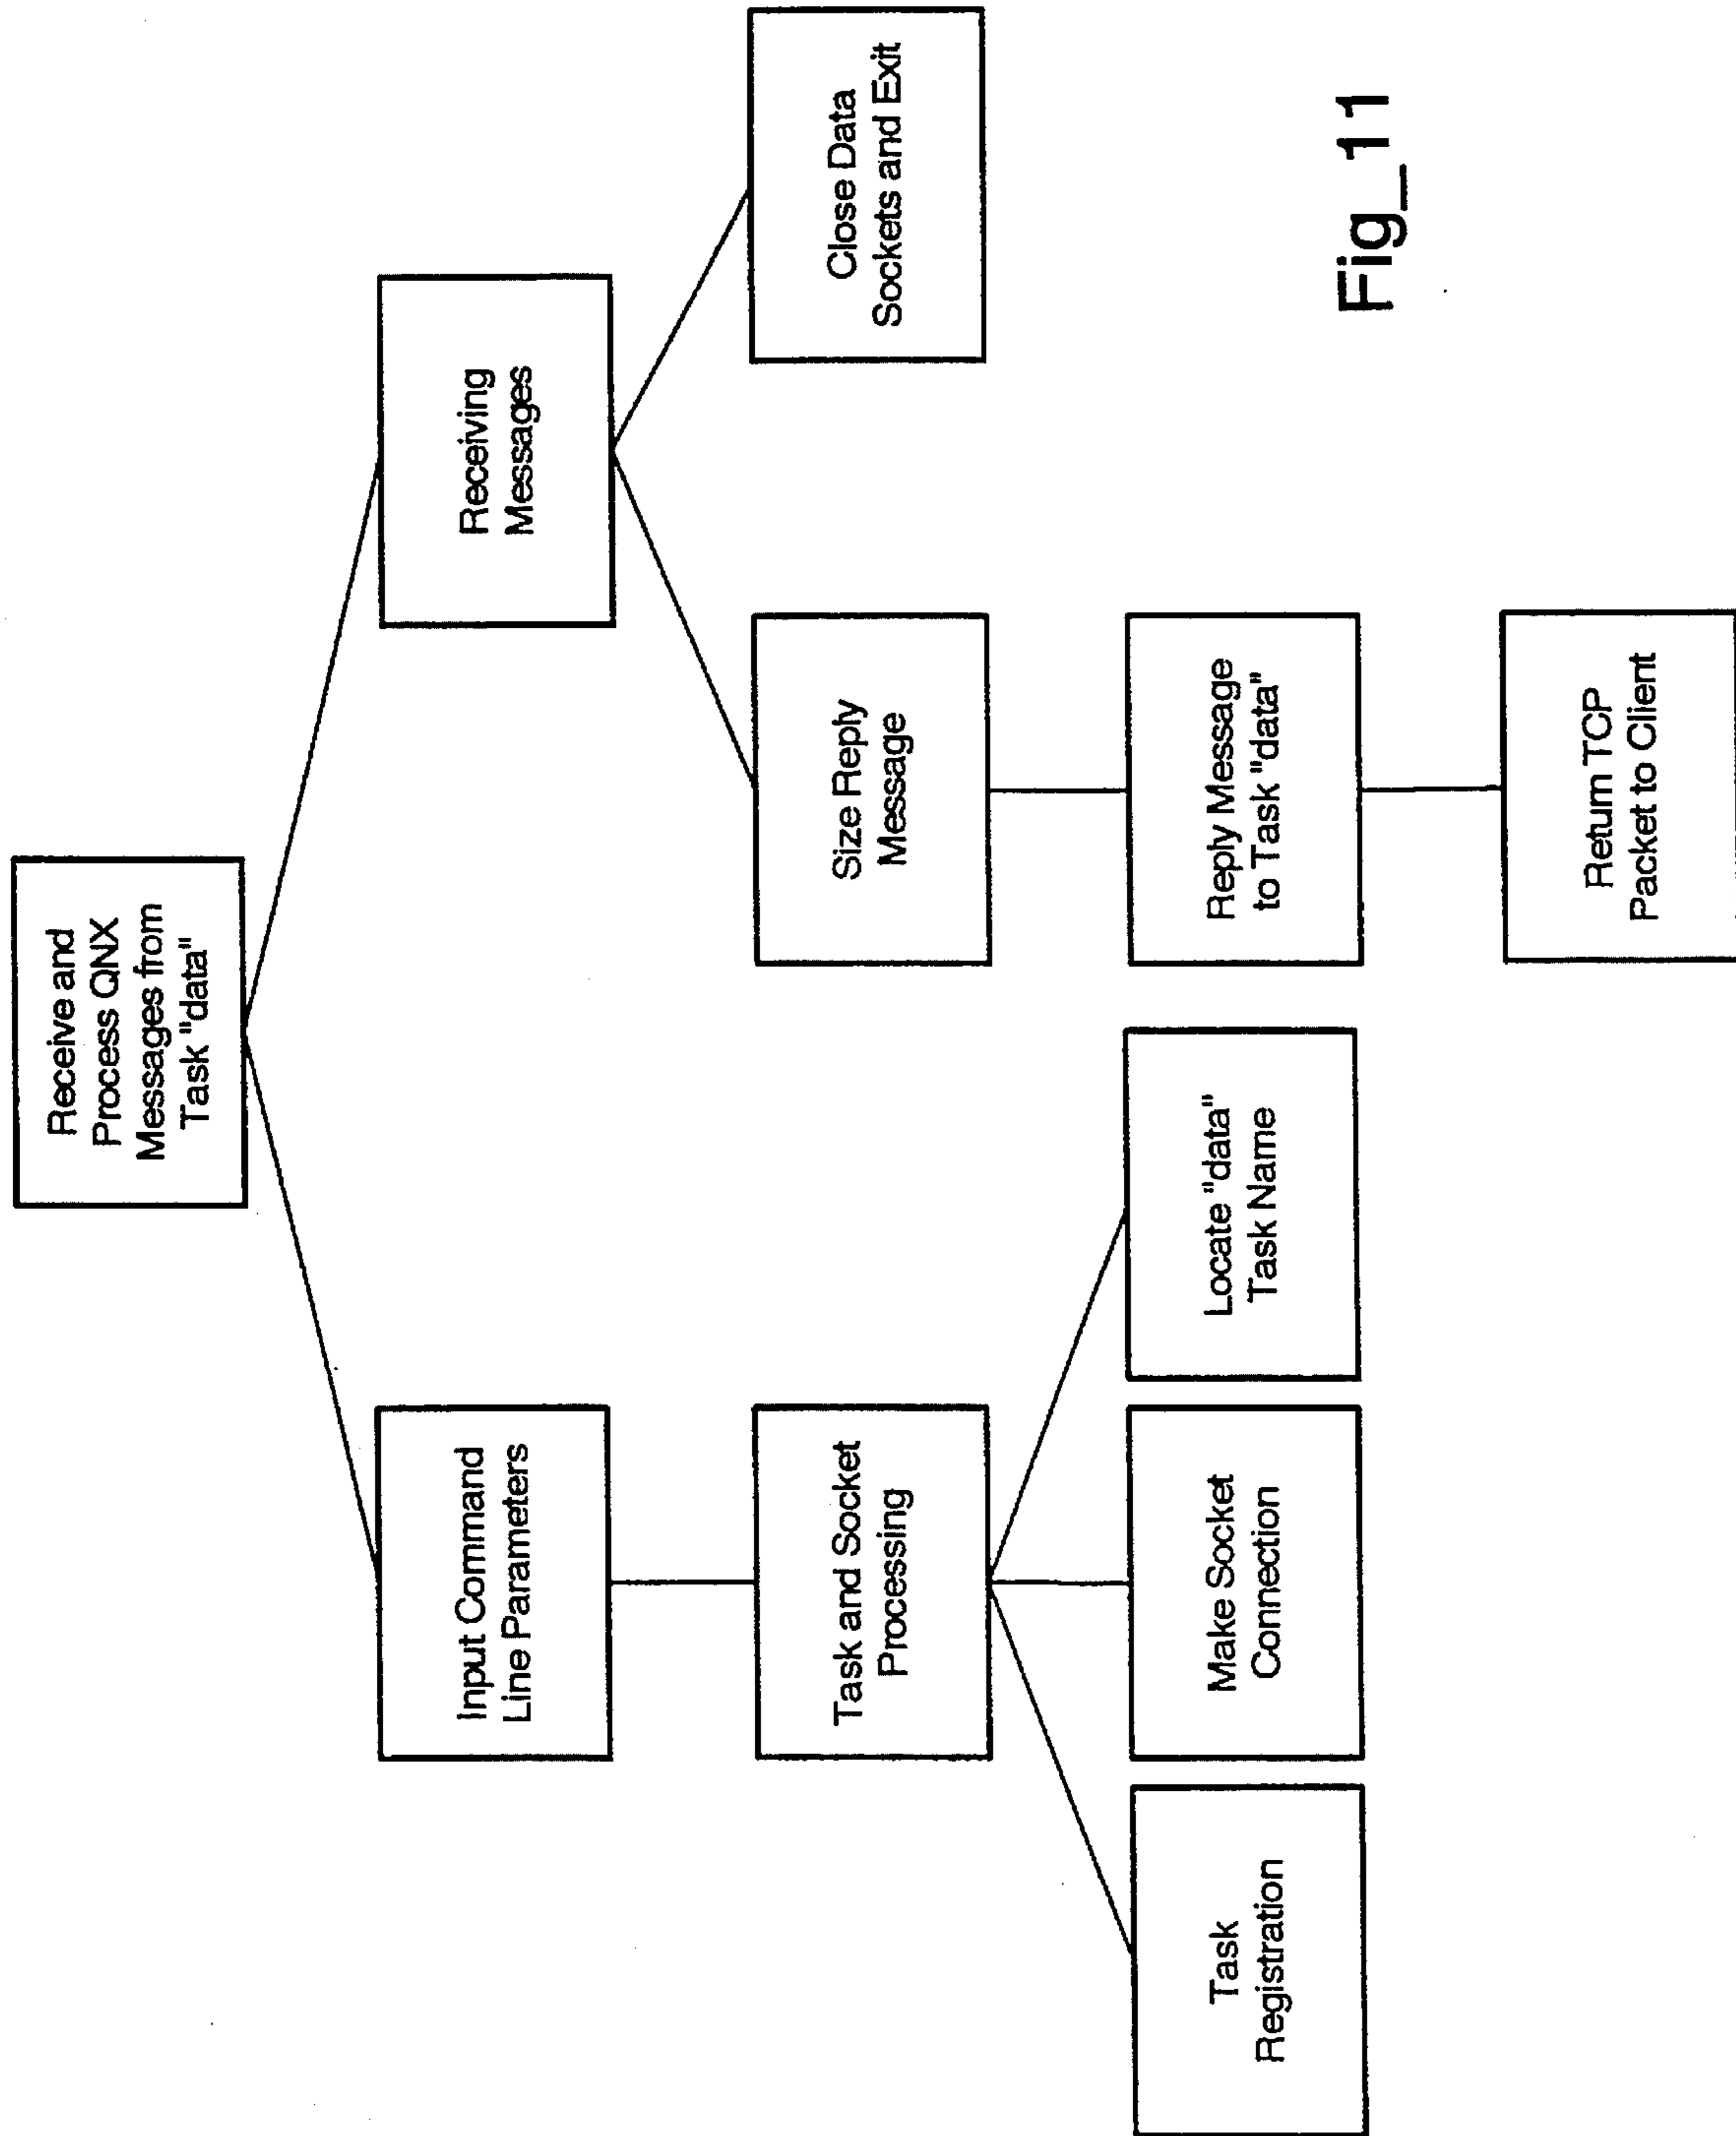 Receive and
Process QNX
Messages from
Task "data"
Input Command
Line Parameters
Receiving
Messages
Task and Socket
Processing
Size Reply
Message
Close Data
Sockets and Exit
Task
Registration
Make Socket
Connection
Locate "data"
Task Name
Reply Message
to Task "data"
Return TCP
Packet to Client
Fig_11